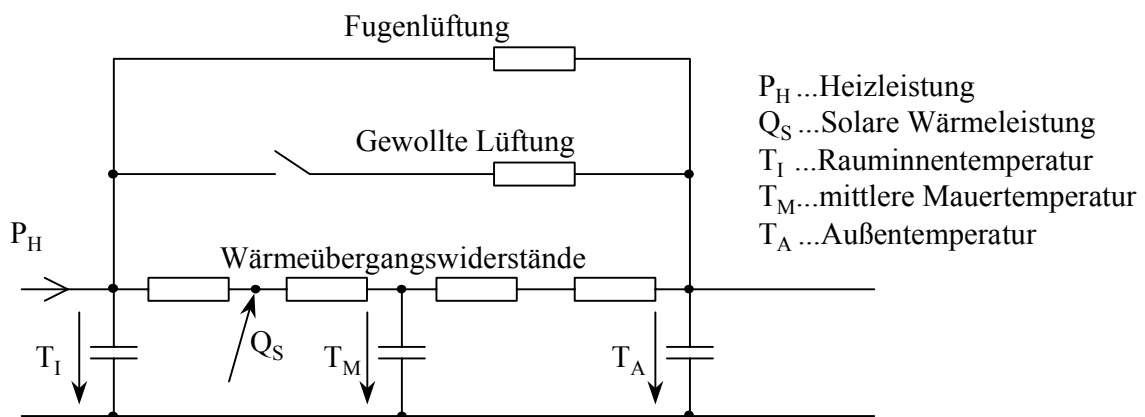 Fugenlüftung
Gewollte Lüftung
Wärmeübergangswiderstände
P_H
T_I
Q_S
T_M
T_A
P_H ...Heizleistung
Q_S ...Solare Wärmeleistung
T_I ...Rauminnentemperatur
T_M...mittlere Mauertemperatur
T_A ...Außentemperatur